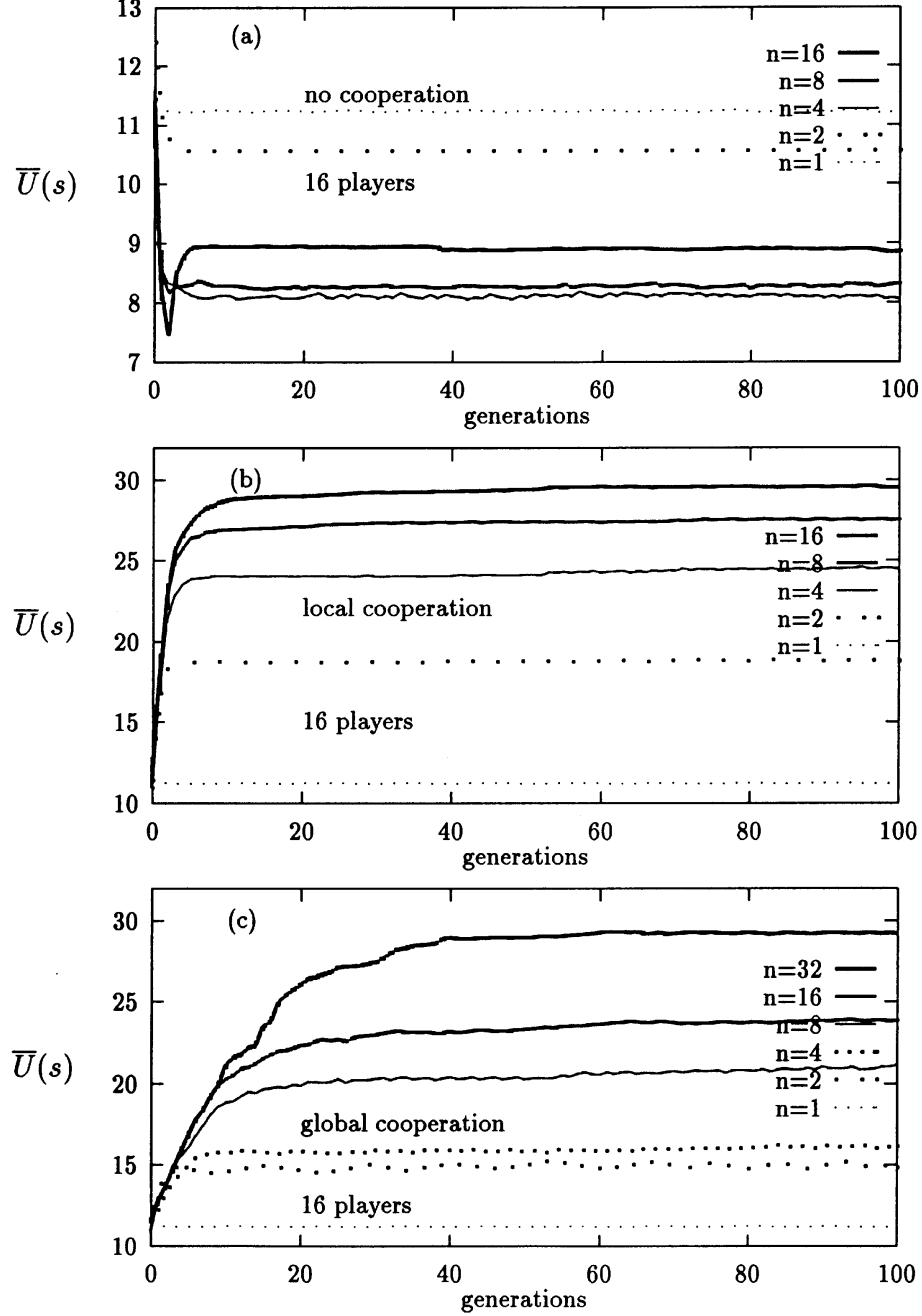 13
(a)
n=16
12
n=8
no cooperation
n=4
11
n=2
16 players
n=1
U̅(s)
10
9
8
7
0
20
40
60
80
100
generations
(b)
30
n=16
25
n=8
local cooperation
n=4
U̅(s)
n=2
20
n=1
16 players
15
10
0
20
40
60
80
100
generations
(c)
30
n=32
n=16
25
n=8
n=4
U̅(s)
n=2
20
n=1
global cooperation
15
16 players
10
0
20
40
60
80
100
generations